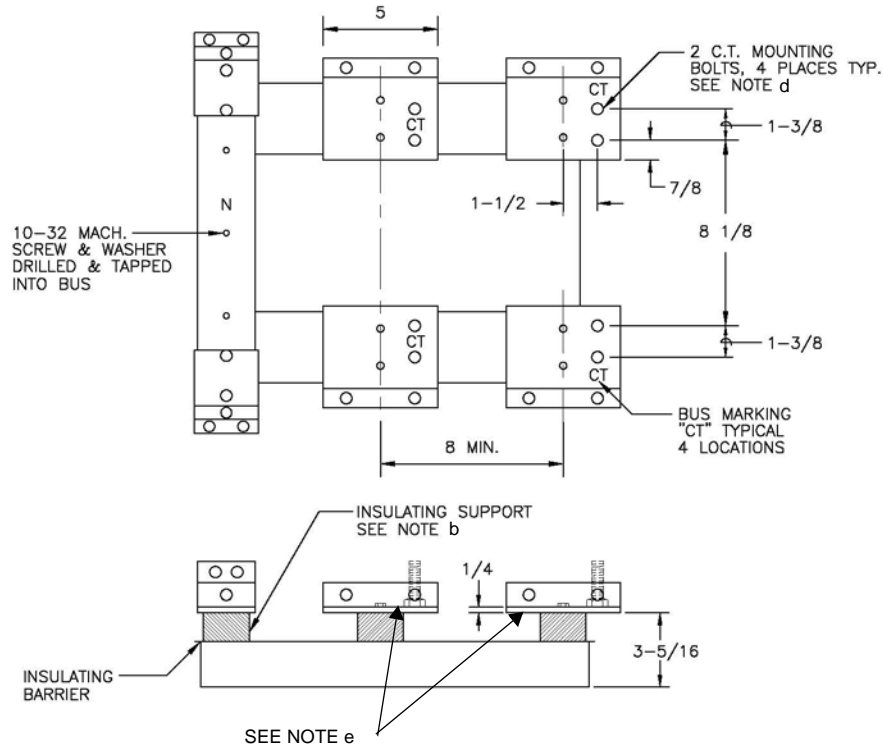 5
2 C.T. MOUNTING
BOLTS, 4 PLACES TYP.
SEE NOTE d
CT
CT
1-3/8
7/8
1-1/2
N
10-32 MACH.
SCREW & WASHER
DRILLED & TAPPED
INTO BUS
8 1/8
CT
1-3/8
CT
BUS MARKING
"CT" TYPICAL
4 LOCATIONS
8 MIN.
INSULATING SUPPORT
SEE NOTE b
1/4
3-5/16
INSULATING
BARRIER
SEE NOTE e